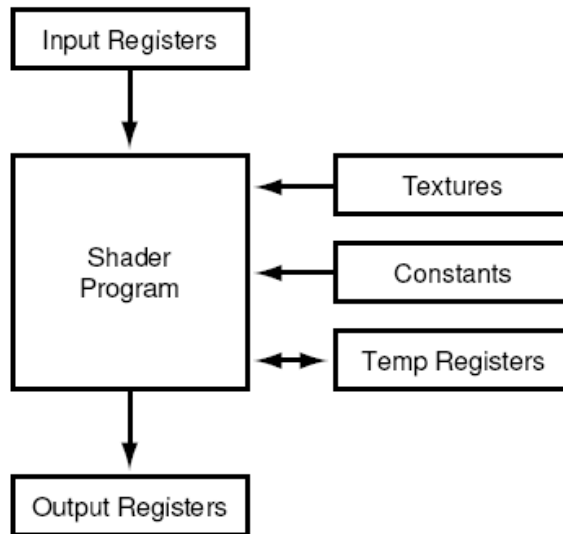 Input Registers
Shader
Program
Textures
Constants
Temp Registers
Output Registers